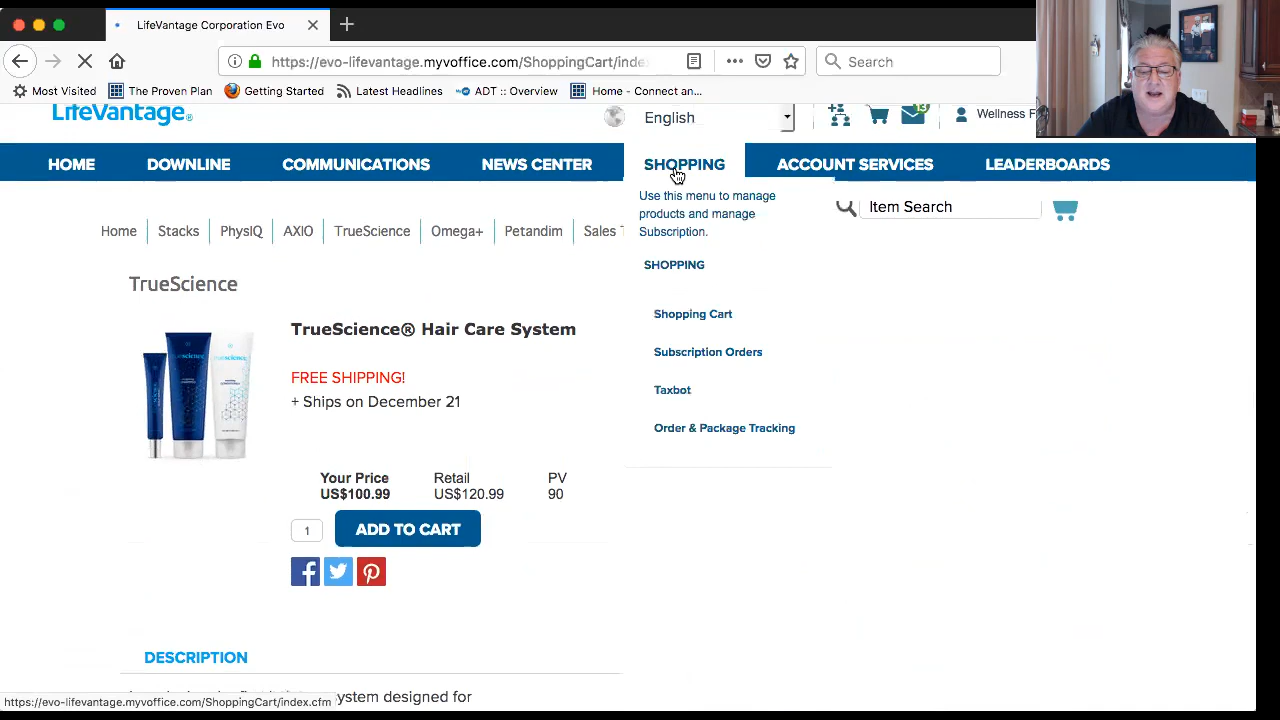 LifeVantage Corporation Evo
https://evo-lifevantage.myvoffice.com/ShoppingCart/index
Search
Most Visited
The Proven Plan
Getting Started
Latest Headlines
ADT :: Overview
Home - Connect an...
LifeVantage®
English
13
Wellness F
HOME
DOWNLINE
COMMUNICATIONS
NEWS CENTER
SHOPPING
ACCOUNT SERVICES
LEADERBOARDS
Use this menu to manage
products and manage
Subscription.
Item Search
Home
Stacks
PhysIQ
AXIO
TrueScience
Omega+
Petandim
Sales
SHOPPING
Shopping Cart
Subscription Orders
Taxbot
Order & Package Tracking
TrueScience
TrueScience® Hair Care System
FREE SHIPPING!
+ Ships on December 21
Your Price Retail PV
US$100.99 US$120.99 90
1
ADD TO CART
DESCRIPTION
system designed for
https://evo-lifevantage.myvoffice.com/ShoppingCart/index.cfm